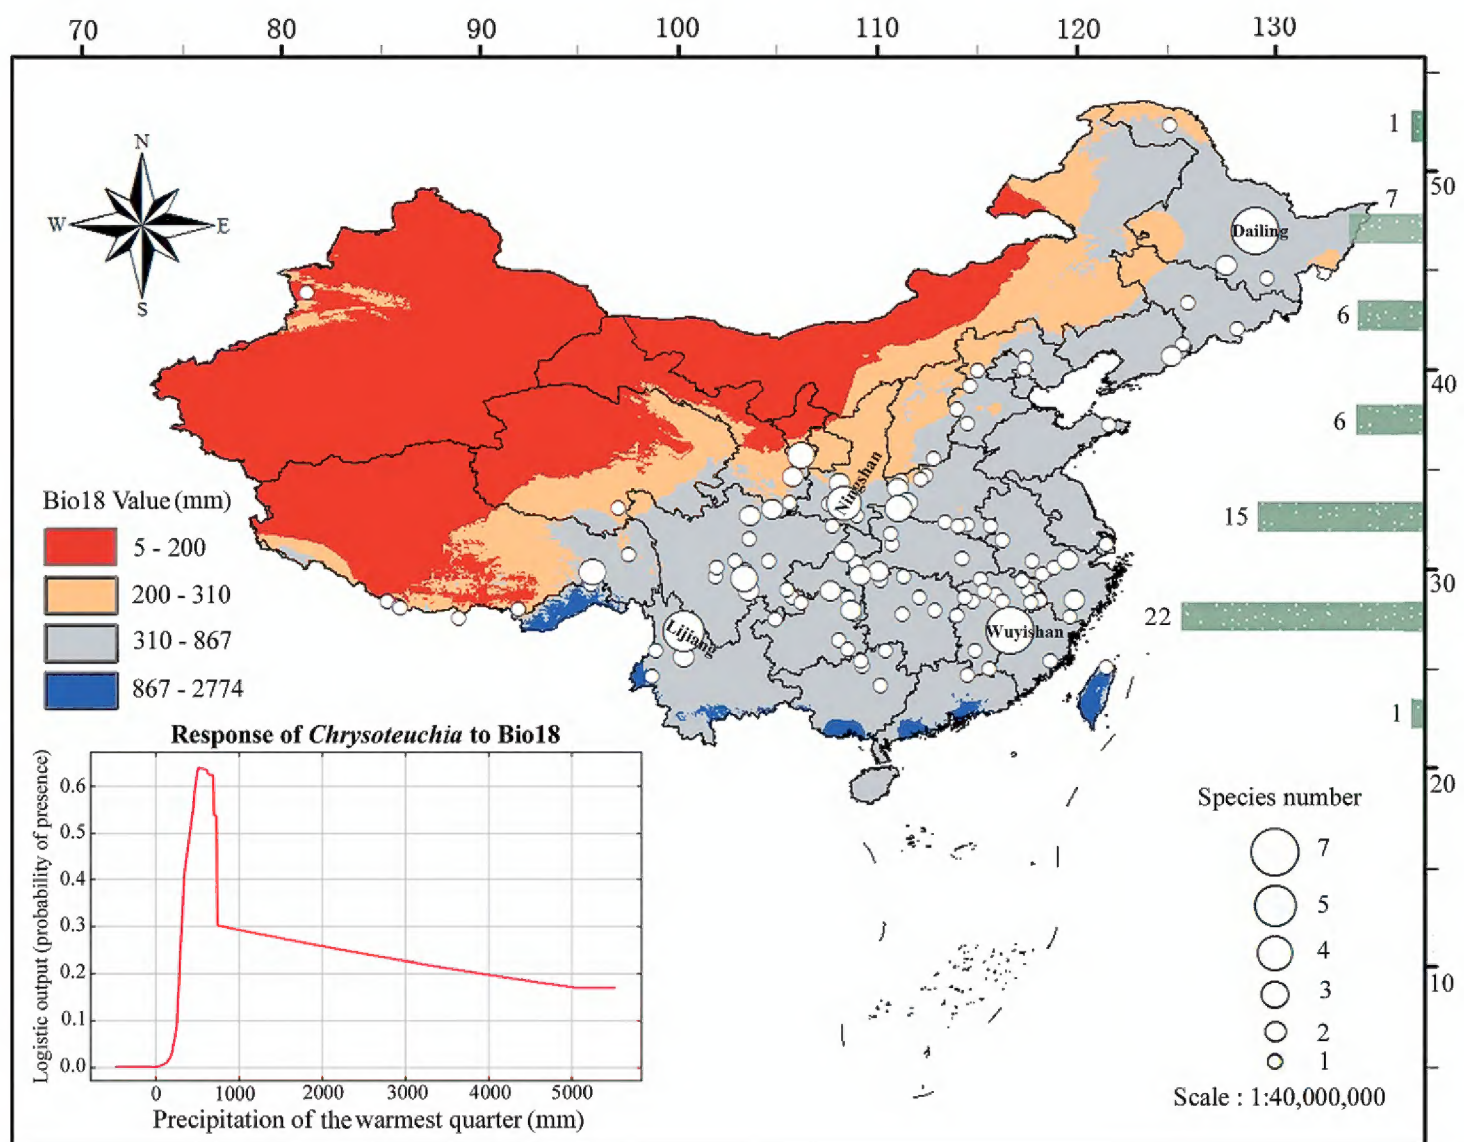 70 80 90 100 110 120 130
N
W E
S
1
50
7
Dailing
6
40
6
Ningshan
15
30
22
Lijiang
Wuyishan
1
20
10
Bio18 Value (mm)
5 - 200
200 - 310
310 - 867
867 - 2774
Response of Chrysoteuchia to Bio18
Logistic output (probability of presence)
0.6
0.5
0.4
0.3
0.2
0.1
0.0
0 1000 2000 3000 4000 5000
Precipitation of the warmest quarter (mm)
Species number
7
5
4
3
2
1
Scale : 1:40,000,000